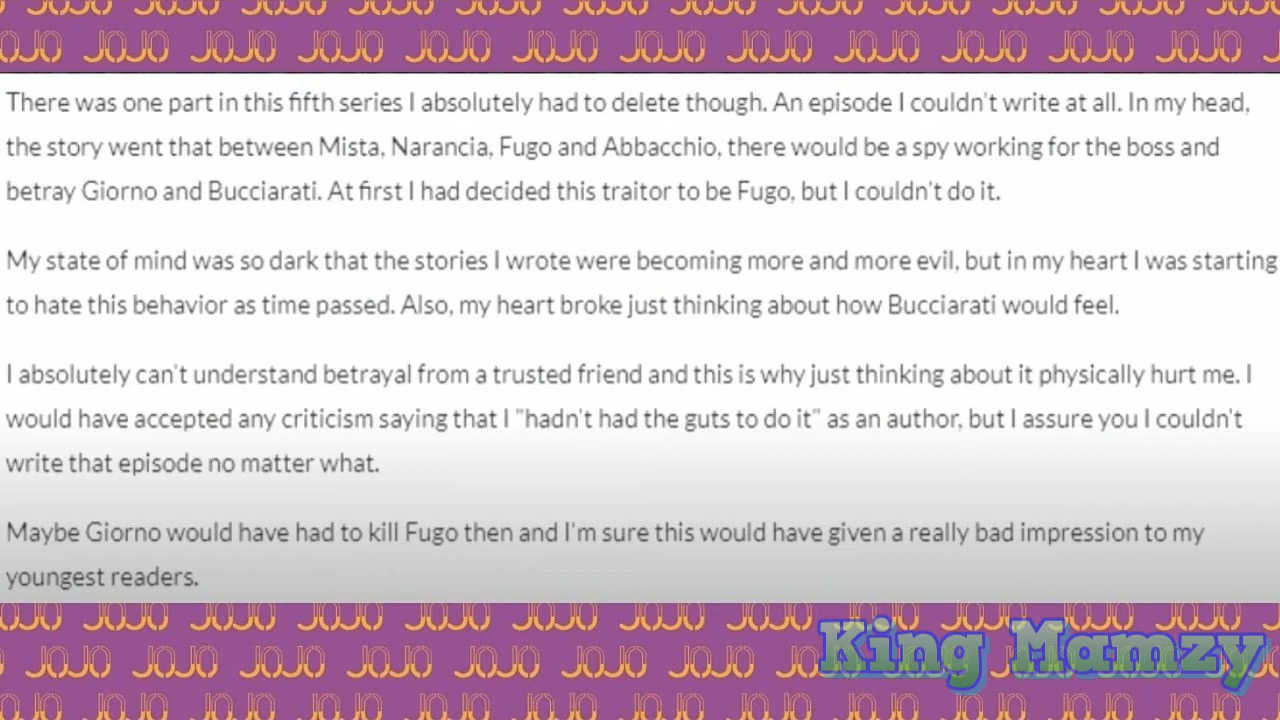 JOJO JOJO JOJO JOJO JOJO JOJO JOJO JOJO JOJO JOJO JOJO
There was one part in this fifth series I absolutely had to delete though. An episode I couldn't write at all. In my head,
the story went that between Mista, Narancia, Fugo and Abbacchio, there would be a spy working for the boss and
betray Giorno and Bucciarati. At first I had decided this traitor to be Fugo, but I couldn't do it.
My state of mind was so dark that the stories I wrote were becoming more and more evil, but in my heart I was starting
to hate this behavior as time passed. Also, my heart broke just thinking about how Bucciarati would feel.
I absolutely can't understand betrayal from a trusted friend and this is why just thinking about it physically hurt me. I
would have accepted any criticism saying that I "hadn't had the guts to do it" as an author, but I assure you I couldn't
write that episode no matter what.
Maybe Giorno would have had to kill Fugo then and I'm sure this would have given a really bad impression to my
youngest readers.
JOJO JOJO JOJO JOJO JOJO JOJO JOJO
King Mamzy